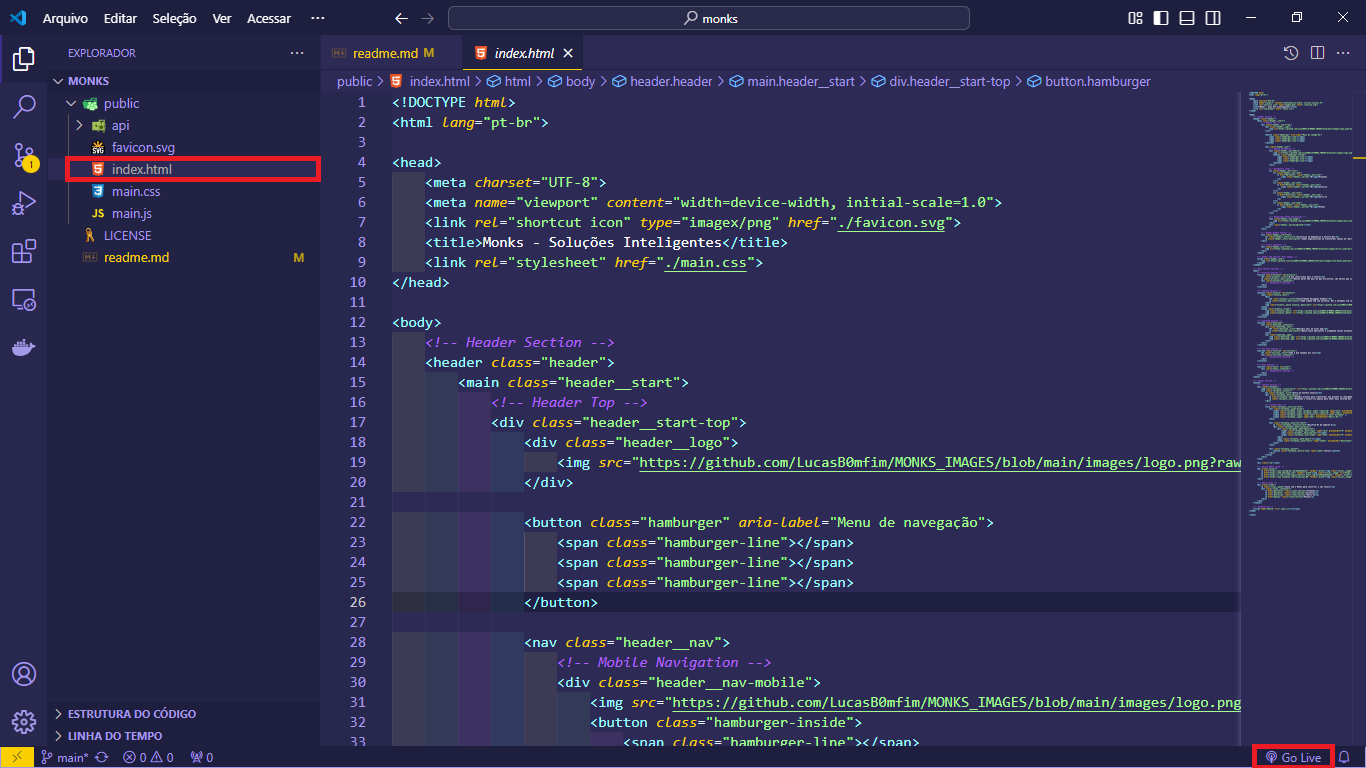 Arquivo Editar Seleção Ver Acessar ···
monks
EXPLORADOR ···
MONKS
public
api
favicon.svg
index.html
main.css
main.js
LICENSE
readme.md M
ESTRUTURA DO CÓDIGO
LINHA DO TEMPO
readme.md M
index.html
public > index.html > html > body > header.header > main.header__start > div.header__start-top > button.hamburger
1 <!DOCTYPE html>
2 <html lang="pt-br">
3
4 <head>
5 <meta charset="UTF-8">
6 <meta name="viewport" content="width=device-width, initial-scale=1.0">
7 <link rel="shortcut icon" type="imagex/png" href="./favicon.svg">
8 <title>Monks - Soluções Inteligentes</title>
9 <link rel="stylesheet" href="./main.css">
10 </head>
11
12 <body>
13 <!-- Header Section -->
14 <header class="header">
15 <main class="header__start">
16 <!-- Header Top -->
17 <div class="header__start-top">
18 <div class="header__logo">
19 <img src="https://github.com/LucasB0mfim/MONKS_IMAGES/blob/main/images/logo.png?raw
20 </div>
21
22 <button class="hamburger" aria-label="Menu de navegação">
23 <span class="hamburger-line"></span>
24 <span class="hamburger-line"></span>
25 <span class="hamburger-line"></span>
26 </button>
27
28 <nav class="header__nav">
29 <!-- Mobile Navigation -->
30 <div class="header__nav-mobile">
31 <img src="https://github.com/LucasB0mfim/MONKS_IMAGES/blob/main/images/logo.png
32 <button class="hamburger-inside">
33 <span class="hamburger-line"></span>
1
main* 0 0 0
Go Live